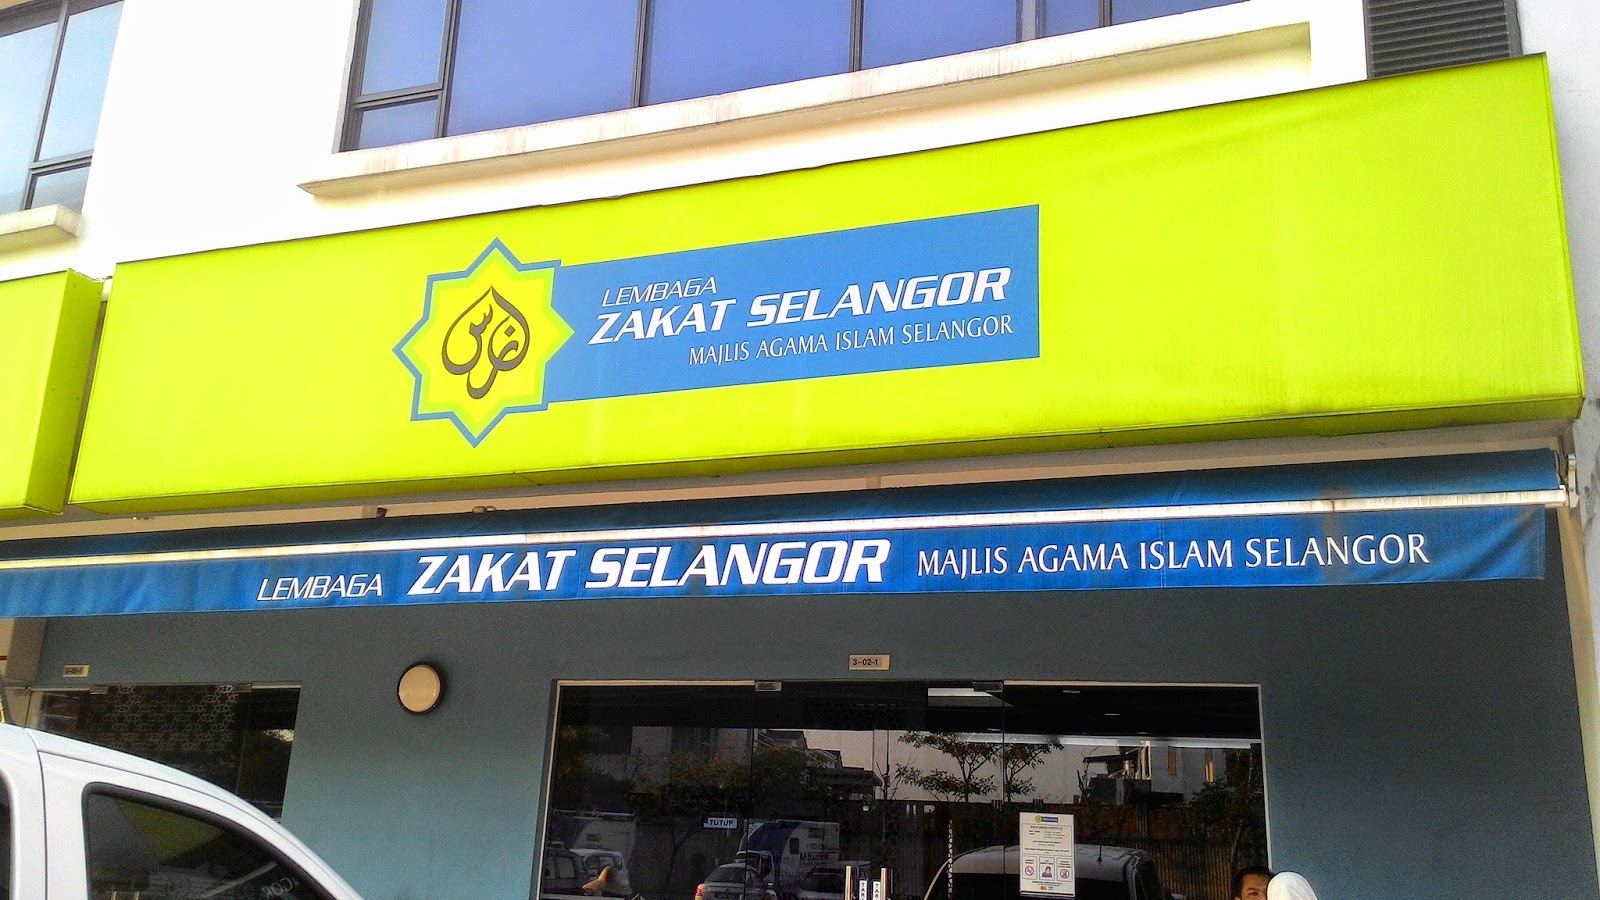 LEMBAGA
ZAKAT SELANGOR
MAJLIS AGAMA ISLAM SELANGOR
LEMBAGA ZAKAT SELANGOR MAJLIS AGAMA ISLAM SELANGOR
3-02-1
TUTUP